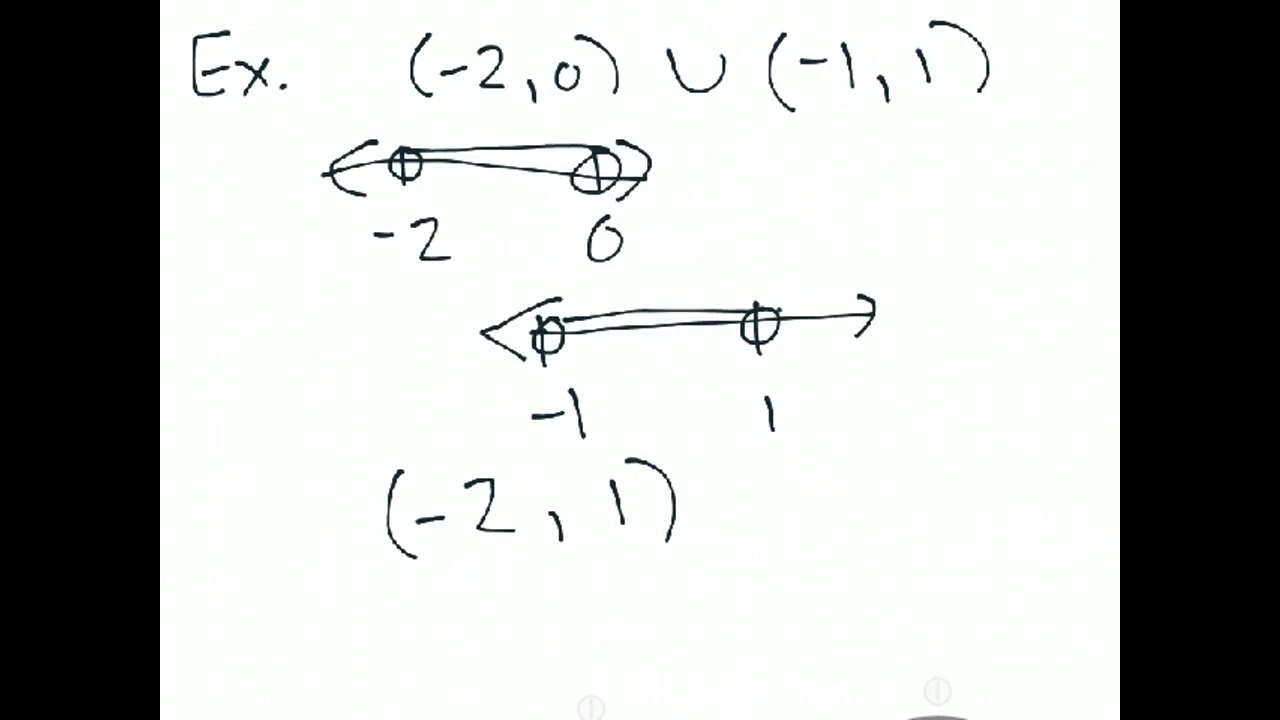 Ex. (-2, 0) ∪ (-1, 1)
-2 0
-1 1
(-2, 1)